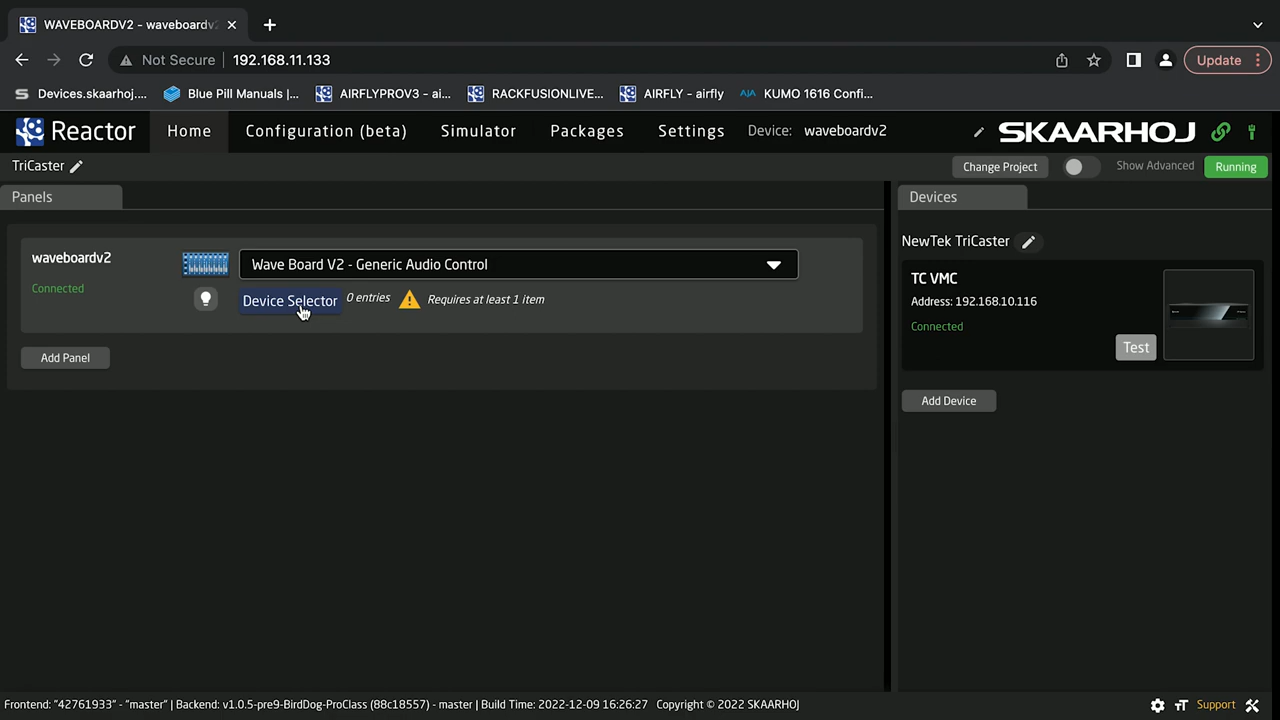 WAVEBOARDV2 - waveboardv2
Not Secure
192.168.11.133
Update
Devices.skaarhoj....
Blue Pill Manuals |...
AIRFLYPROV3 - ai...
RACKFUSIONLIVE...
AIRFLY - airfly
AJA
KUMO 1616 Confi...
Reactor
Home
Configuration (beta)
Simulator
Packages
Settings
Device:
waveboardv2
SKAARHOJ
TriCaster
Change Project
Show Advanced
Running
Panels
Devices
waveboardv2
Connected
Wave Board V2 - Generic Audio Control
Device Selector
0 entries
Requires at least 1 item
Add Panel
NewTek TriCaster
TC VMC
Address: 192.168.10.116
Connected
Test
Add Device
Frontend: "42761933" - "master" | Backend: v1.0.5-pre9-BirdDog-ProClass (88c18557) - master | Build Time: 2022-12-09 16:26:27 Copyright © 2022 SKAARHOJ
Support